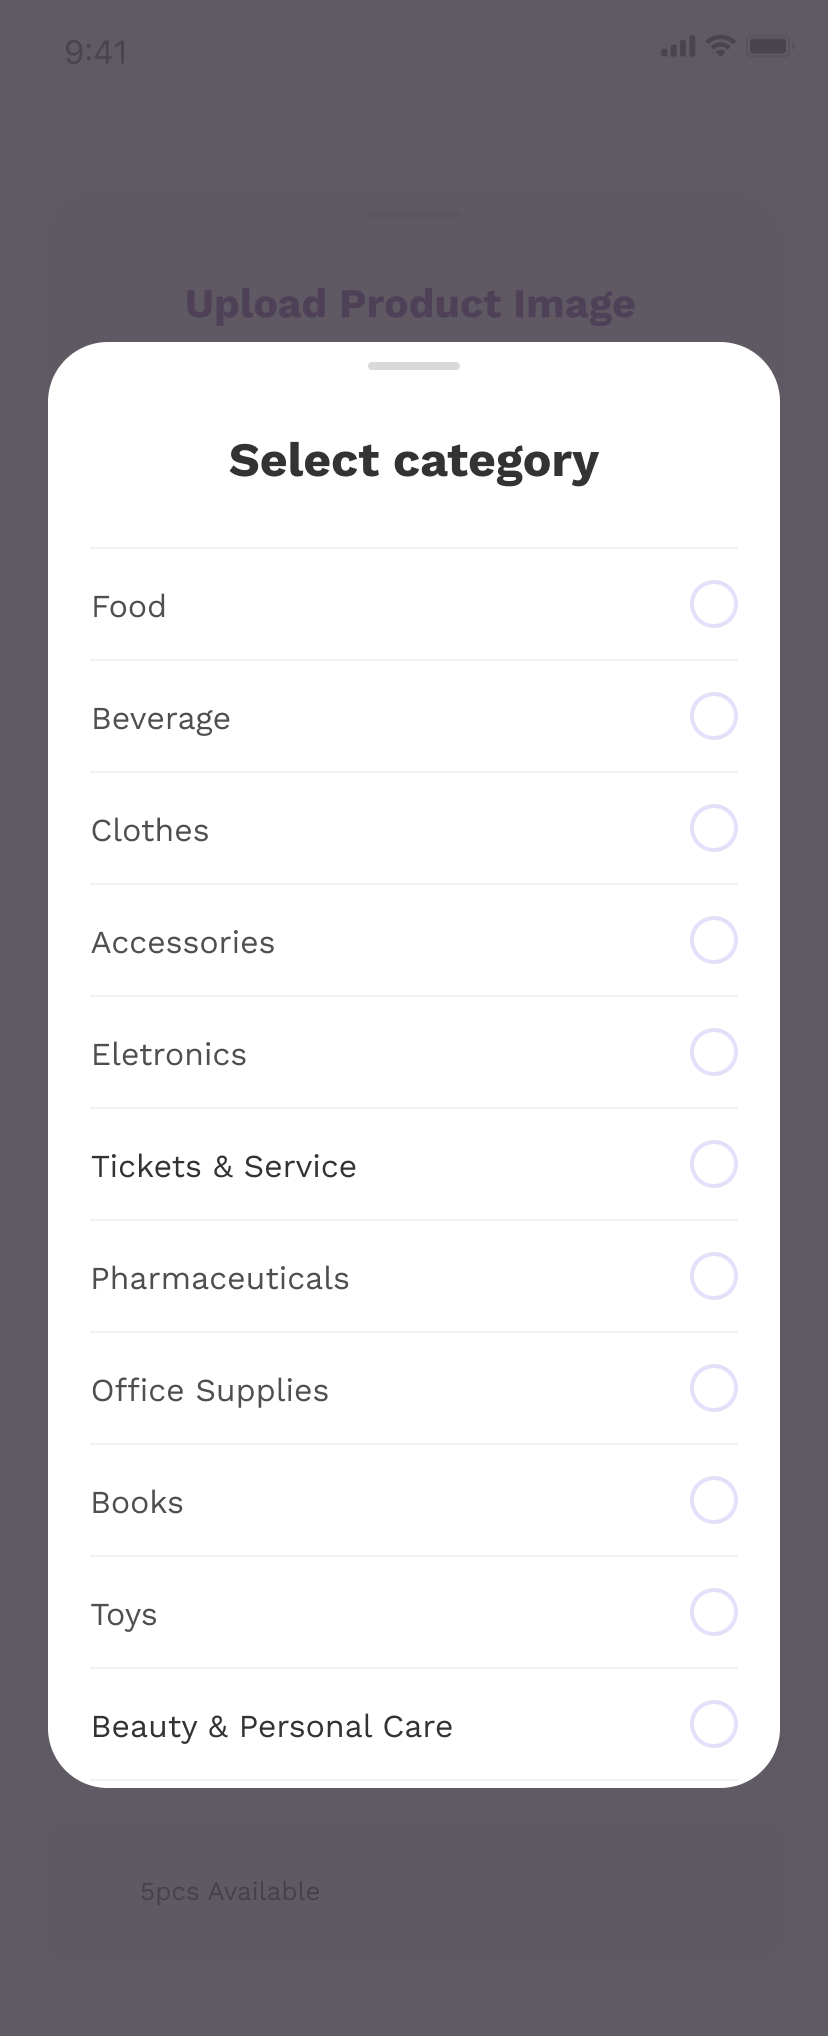 9:41
Upload Product Image
Select category
Food
Beverage
Clothes
Accessories
Eletronics
Tickets & Service
Pharmaceuticals
Office Supplies
Books
Toys
Beauty & Personal Care
5pcs Available